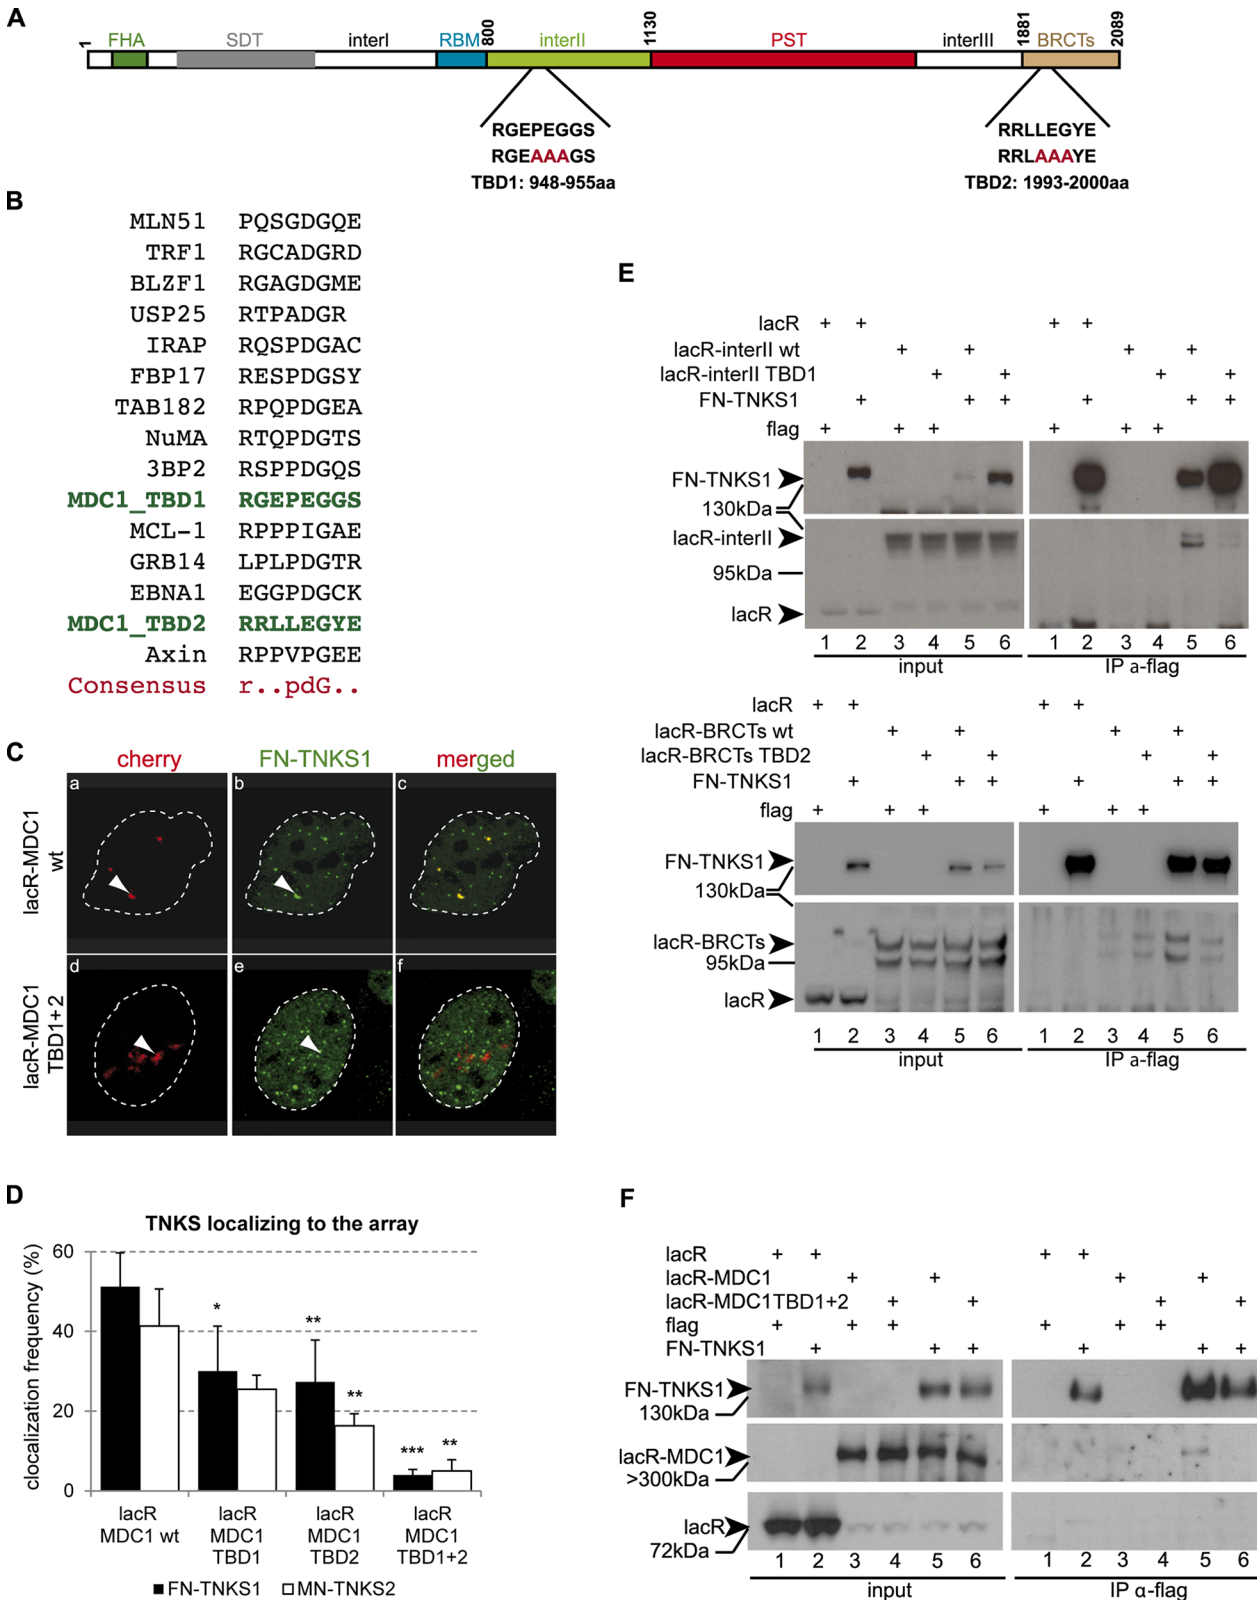 A
1 FHA SDT interI RBM 800 interII 1130 PST interIII 1881 BRCTs 2089
RGEPEGGS RRLLEGYE
RGEAAAGS RRLAAAYE
TBD1: 948-955aa TBD2: 1993-2000aa
B
MLN51 PQSGDGQE
TRF1 RGCADGRD
BLZF1 RGAGDGME
USP25 RTPADGR
IRAP RQSPDGAC
FBP17 RESPDGSY
TAB182 RPQPDGEA
NuMA RTQPDGTS
3BP2 RSPPDGQS
MDC1_TBD1 RGEPEGGS
MCL-1 RPPPIGAE
GRB14 LPLPDGTR
EBNA1 EGGPDGCK
MDC1_TBD2 RRLLEGYE
Axin RPPVPGEE
Consensus r..pdG..
C
cherry FN-TNKS1 merged
lacR-MDC1 wt
a b c
lacR-MDC1 TBD1+2
d e f
D
TNKS localizing to the array
clocalization frequency (%)
60
40
20
0
* ** ** *** **
lacR MDC1 wt
lacR MDC1 TBD1
lacR MDC1 TBD2
lacR MDC1 TBD1+2
FN-TNKS1 MN-TNKS2
E
lacR + + + +
lacR-interII wt + + + +
lacR-interII TBD1 + + + +
FN-TNKS1 + + + + + +
flag + + + + + +
FN-TNKS1
130kDa
lacR-interII
95kDa
lacR
1 2 3 4 5 6 1 2 3 4 5 6
input IP a-flag
lacR + + + +
lacR-BRCTs wt + + + +
lacR-BRCTs TBD2 + + + +
FN-TNKS1 + + + + + +
flag + + + + + +
FN-TNKS1
130kDa
lacR-BRCTs
95kDa
lacR
1 2 3 4 5 6 1 2 3 4 5 6
input IP a-flag
F
lacR + + + +
lacR-MDC1 + + + +
lacR-MDC1TBD1+2 + + + +
flag + + + + + +
FN-TNKS1 + + + + + +
FN-TNKS1
130kDa
lacR-MDC1
>300kDa
lacR
72kDa
1 2 3 4 5 6 1 2 3 4 5 6
input IP α-flag